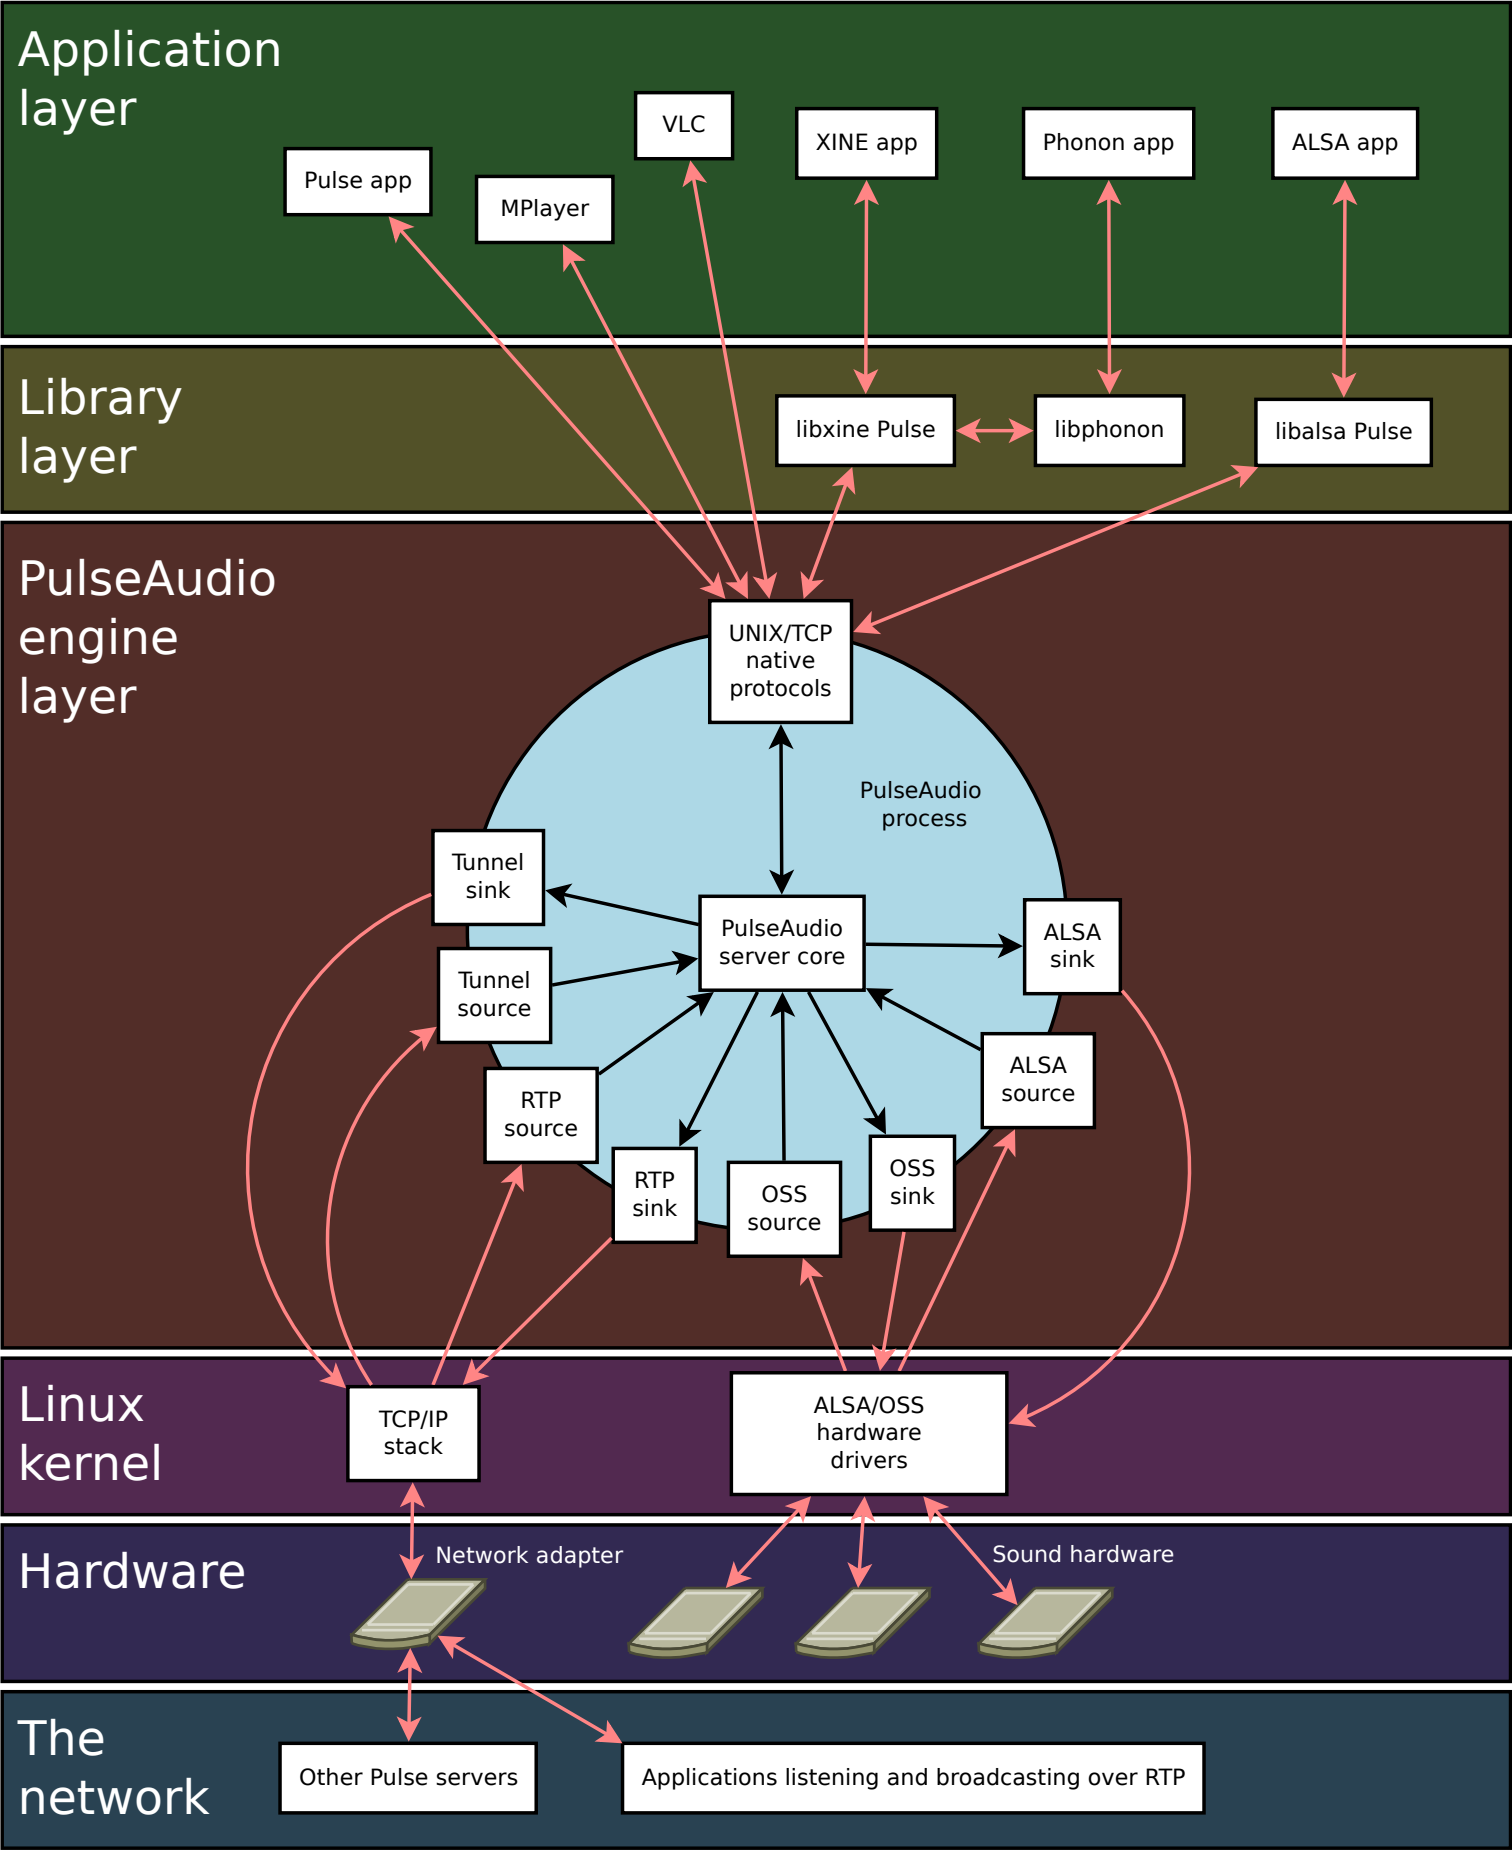 Application
layer
VLC
XINE app
Phonon app
ALSA app
Pulse app
MPlayer
Library
layer
libxine Pulse
libphonon
libalsa Pulse
PulseAudio
engine
layer
UNIX/TCP
native
protocols
PulseAudio
process
Tunnel
sink
PulseAudio
server core
ALSA
sink
Tunnel
source
ALSA
source
RTP
source
RTP
sink
OSS
source
OSS
sink
Linux
kernel
TCP/IP
stack
ALSA/OSS
hardware
drivers
Hardware
Network adapter
Sound hardware
The
network
Other Pulse servers
Applications listening and broadcasting over RTP